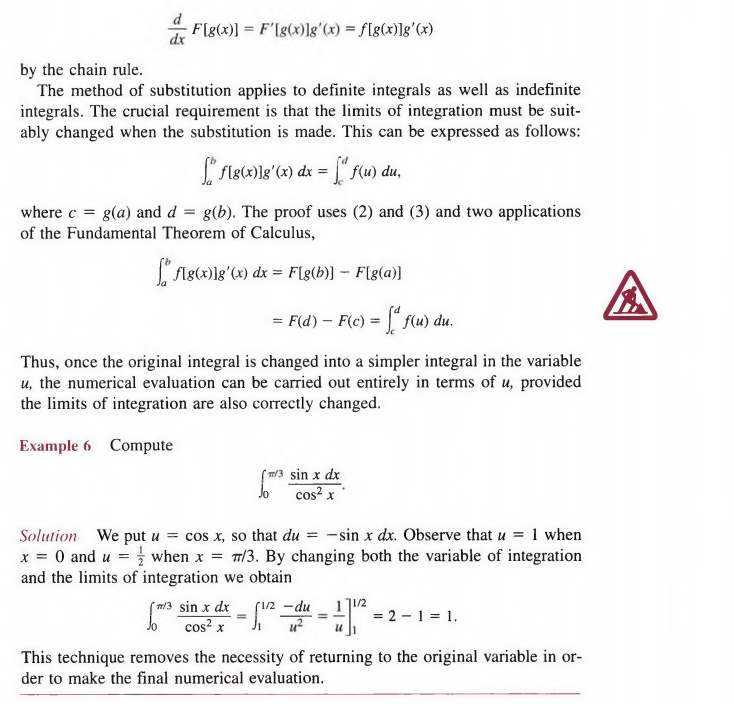 d/dx F[g(x)] = F'[g(x)]g'(x) = f[g(x)]g'(x)
by the chain rule.
The method of substitution applies to definite integrals as well as indefinite
integrals. The crucial requirement is that the limits of integration must be suit-
ably changed when the substitution is made. This can be expressed as follows:
∫_a^b f[g(x)]g'(x) dx = ∫_c^d f(u) du,
where c = g(a) and d = g(b). The proof uses (2) and (3) and two applications
of the Fundamental Theorem of Calculus,
∫_a^b f[g(x)]g'(x) dx = F[g(b)] − F[g(a)]
= F(d) − F(c) = ∫_c^d f(u) du.
Thus, once the original integral is changed into a simpler integral in the variable
u, the numerical evaluation can be carried out entirely in terms of u, provided
the limits of integration are also correctly changed.
Example 6 Compute
∫_0^{π/3} sin x dx / cos² x.
Solution We put u = cos x, so that du = −sin x dx. Observe that u = 1 when
x = 0 and u = ½ when x = π/3. By changing both the variable of integration
and the limits of integration we obtain
∫_0^{π/3} sin x dx / cos² x = ∫_1^{1/2} −du / u² = 1/u ]_1^{1/2} = 2 − 1 = 1.
This technique removes the necessity of returning to the original variable in or-
der to make the final numerical evaluation.